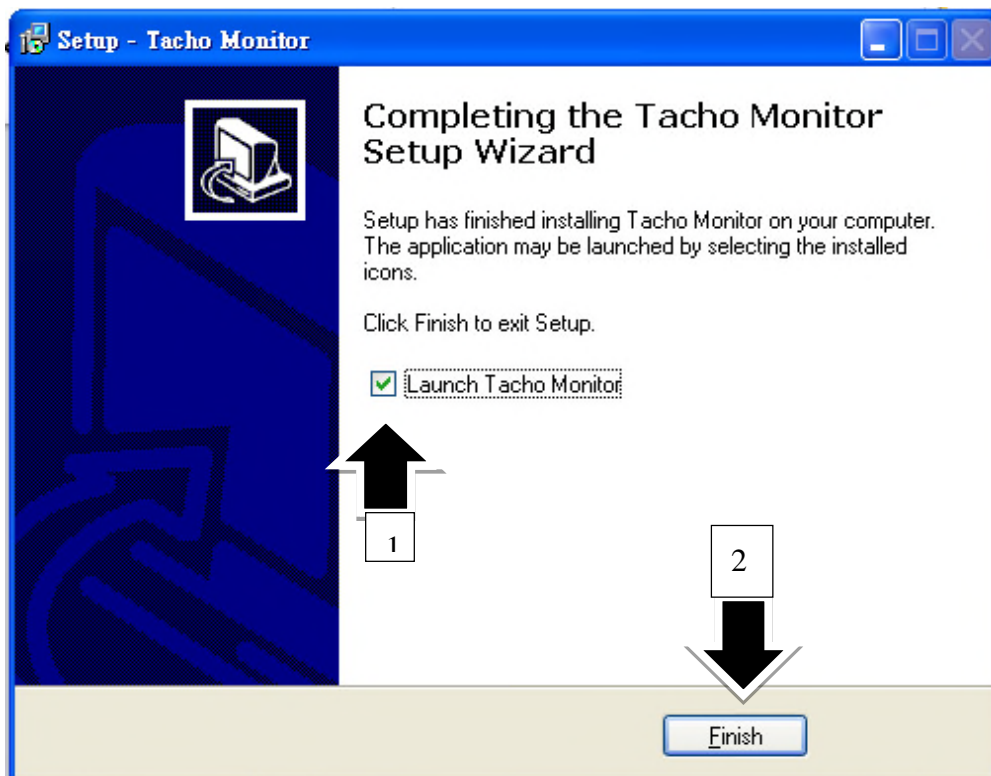 Setup - Tacho Monitor
Completing the Tacho Monitor
Setup Wizard
Setup has finished installing Tacho Monitor on your computer.
The application may be launched by selecting the installed
icons.
Click Finish to exit Setup.
Launch Tacho Monitor
1
2
Finish